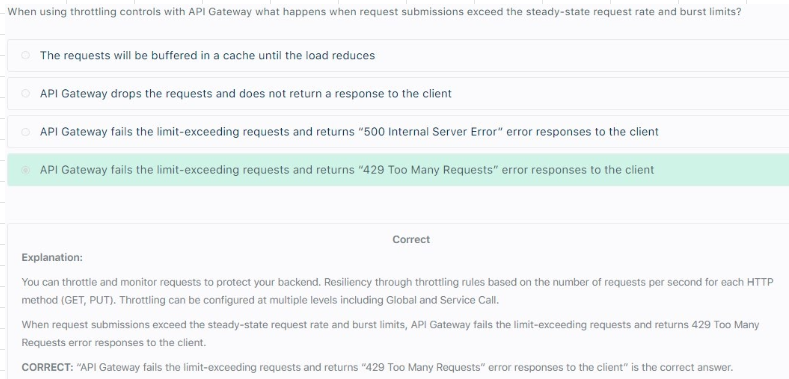 When using throttling controls with API Gateway what happens when request submissions exceed the steady-state request rate and burst limits?
The requests will be buffered in a cache until the load reduces
API Gateway drops the requests and does not return a response to the client
API Gateway fails the limit-exceeding requests and returns "500 Internal Server Error" error responses to the client
API Gateway fails the limit-exceeding requests and returns "429 Too Many Requests" error responses to the client
Correct
Explanation:
You can throttle and monitor requests to protect your backend. Resiliency through throttling rules based on the number of requests per second for each HTTP
method (GET, PUT). Throttling can be configured at multiple levels including Global and Service Call.
When request submissions exceed the steady-state request rate and burst limits, API Gateway fails the limit-exceeding requests and returns 429 Too Many
Requests error responses to the client.
CORRECT: "API Gateway fails the limit-exceeding requests and returns "429 Too Many Requests" error responses to the client" is the correct answer.